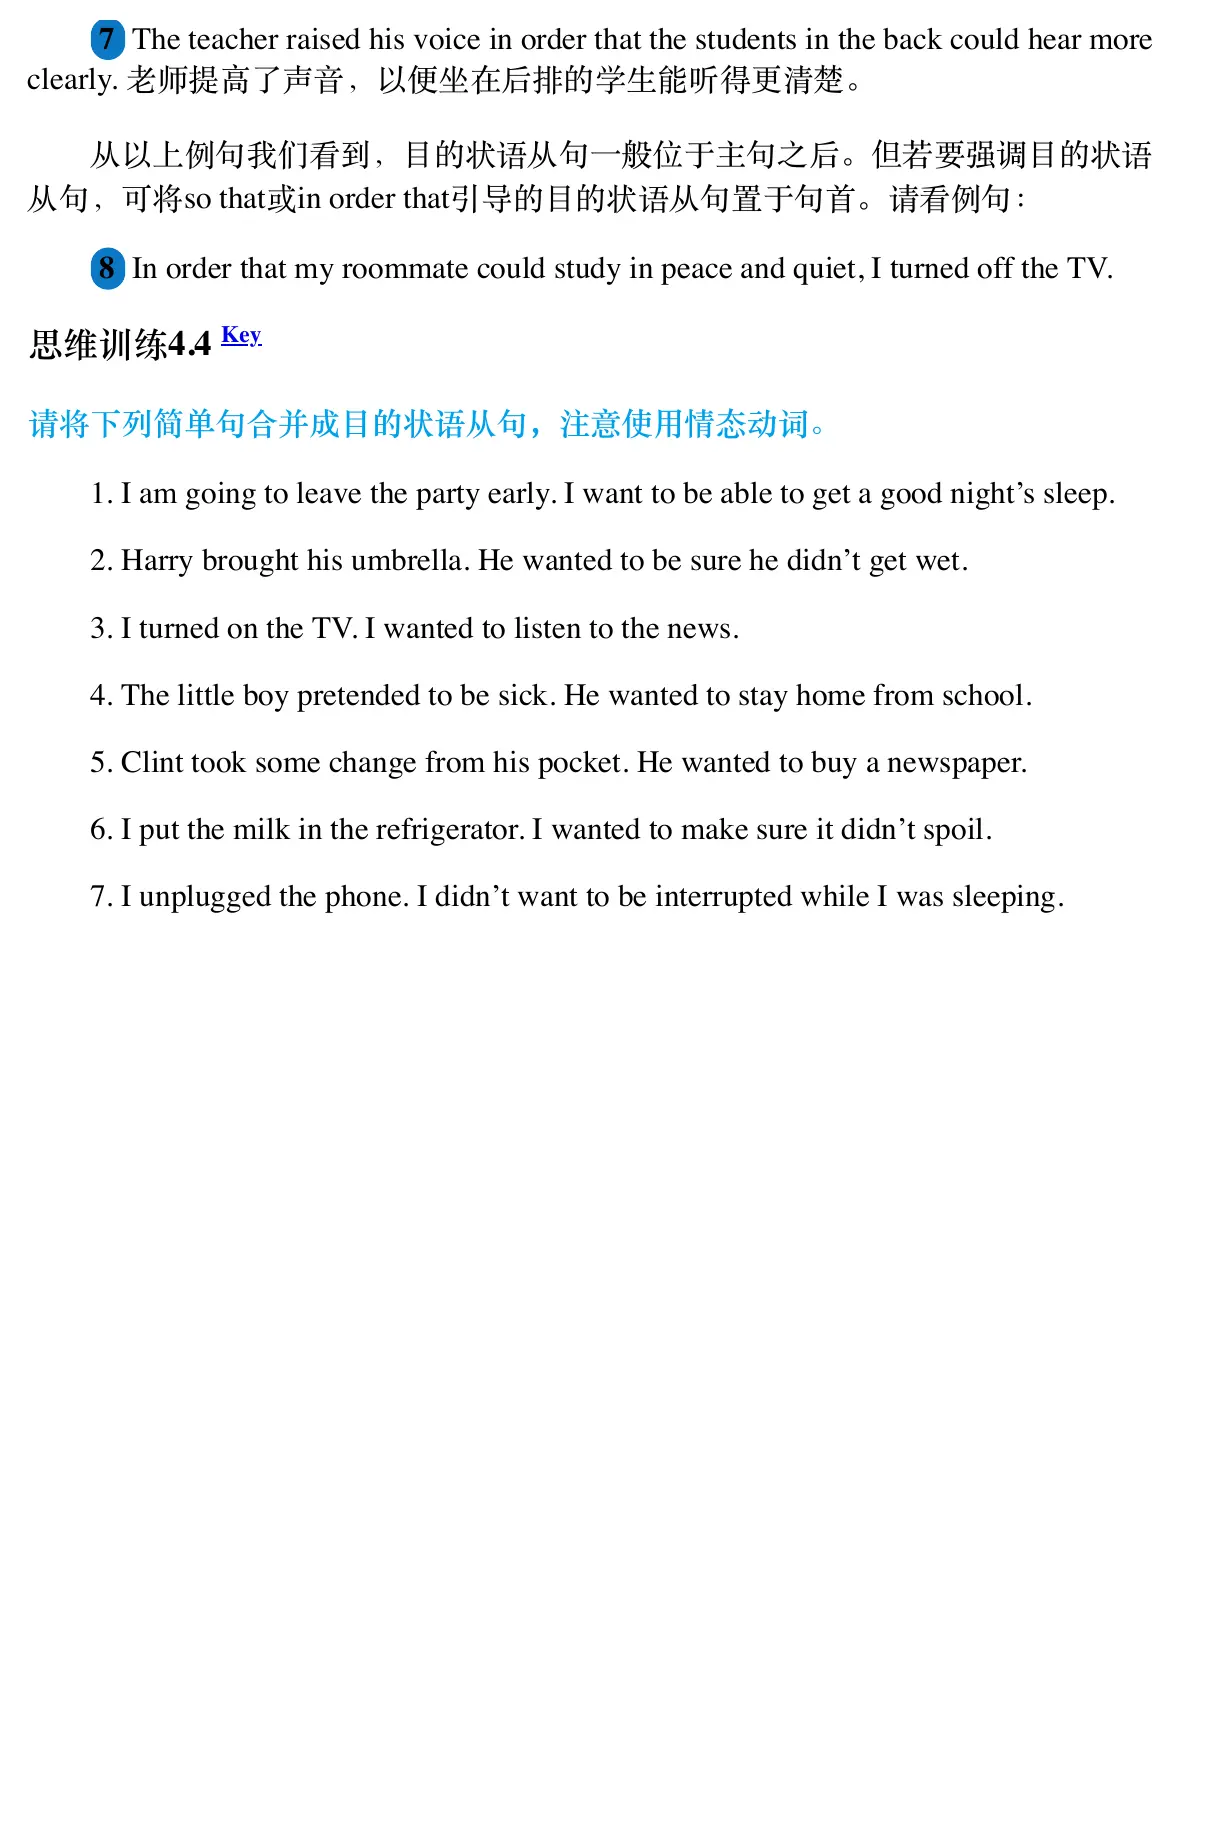 7 The teacher raised his voice in order that the students in the back could hear more
clearly. 老师提高了声音，以便坐在后排的学生能听得更清楚。
从以上例句我们看到，目的状语从句一般位于主句之后。但若要强调目的状语
从句，可将so that或in order that引导的目的状语从句置于句首。请看例句：
8 In order that my roommate could study in peace and quiet, I turned off the TV.
思维训练4.4 Key
请将下列简单句合并成目的状语从句，注意使用情态动词。
1. I am going to leave the party early. I want to be able to get a good night’s sleep.
2. Harry brought his umbrella. He wanted to be sure he didn’t get wet.
3. I turned on the TV. I wanted to listen to the news.
4. The little boy pretended to be sick. He wanted to stay home from school.
5. Clint took some change from his pocket. He wanted to buy a newspaper.
6. I put the milk in the refrigerator. I wanted to make sure it didn’t spoil.
7. I unplugged the phone. I didn’t want to be interrupted while I was sleeping.